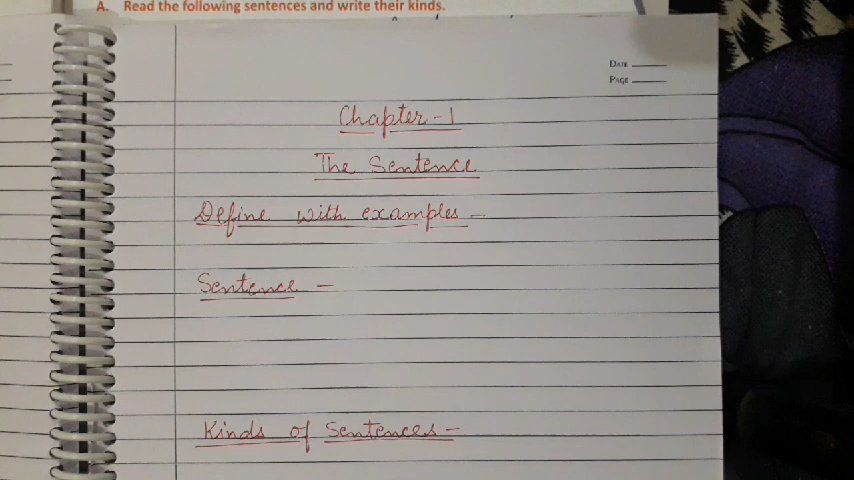 A. Read the following sentences and write their kinds.
DATE
PAGE
Chapter-1
The Sentence
Define with examples -
Sentence -
Kinds of Sentences -